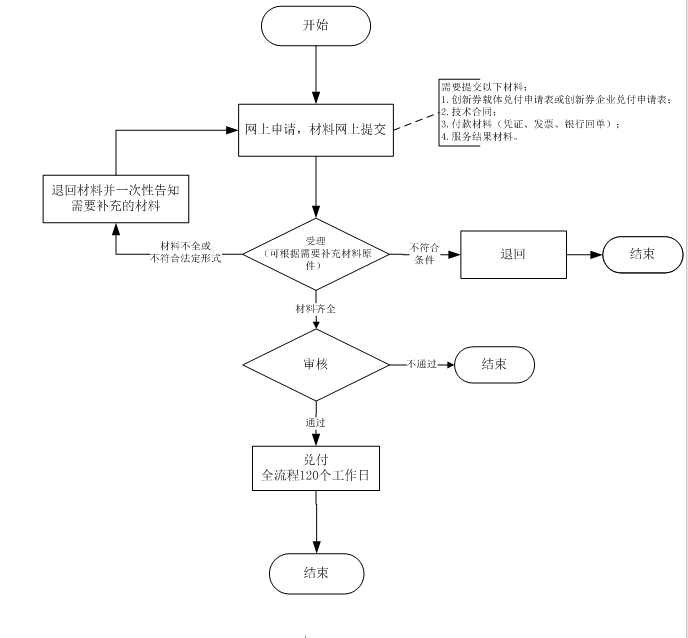 开始
网上申请，材料网上提交
需要提交以下材料；
1.创新券载体兑付申请表或创新券企业兑付申请表；
2.技术合同；
3.付款材料（凭证、发票、银行回单）；
4.服务结果材料。
退回材料并一次性告知
需要补充的材料
材料不全或
不符合法定形式
受理
（可根据需要补充材料原
件）
不符合
条件
退回
结束
材料齐全
审核
不通过
结束
通过
兑付
全流程120个工作日
结束